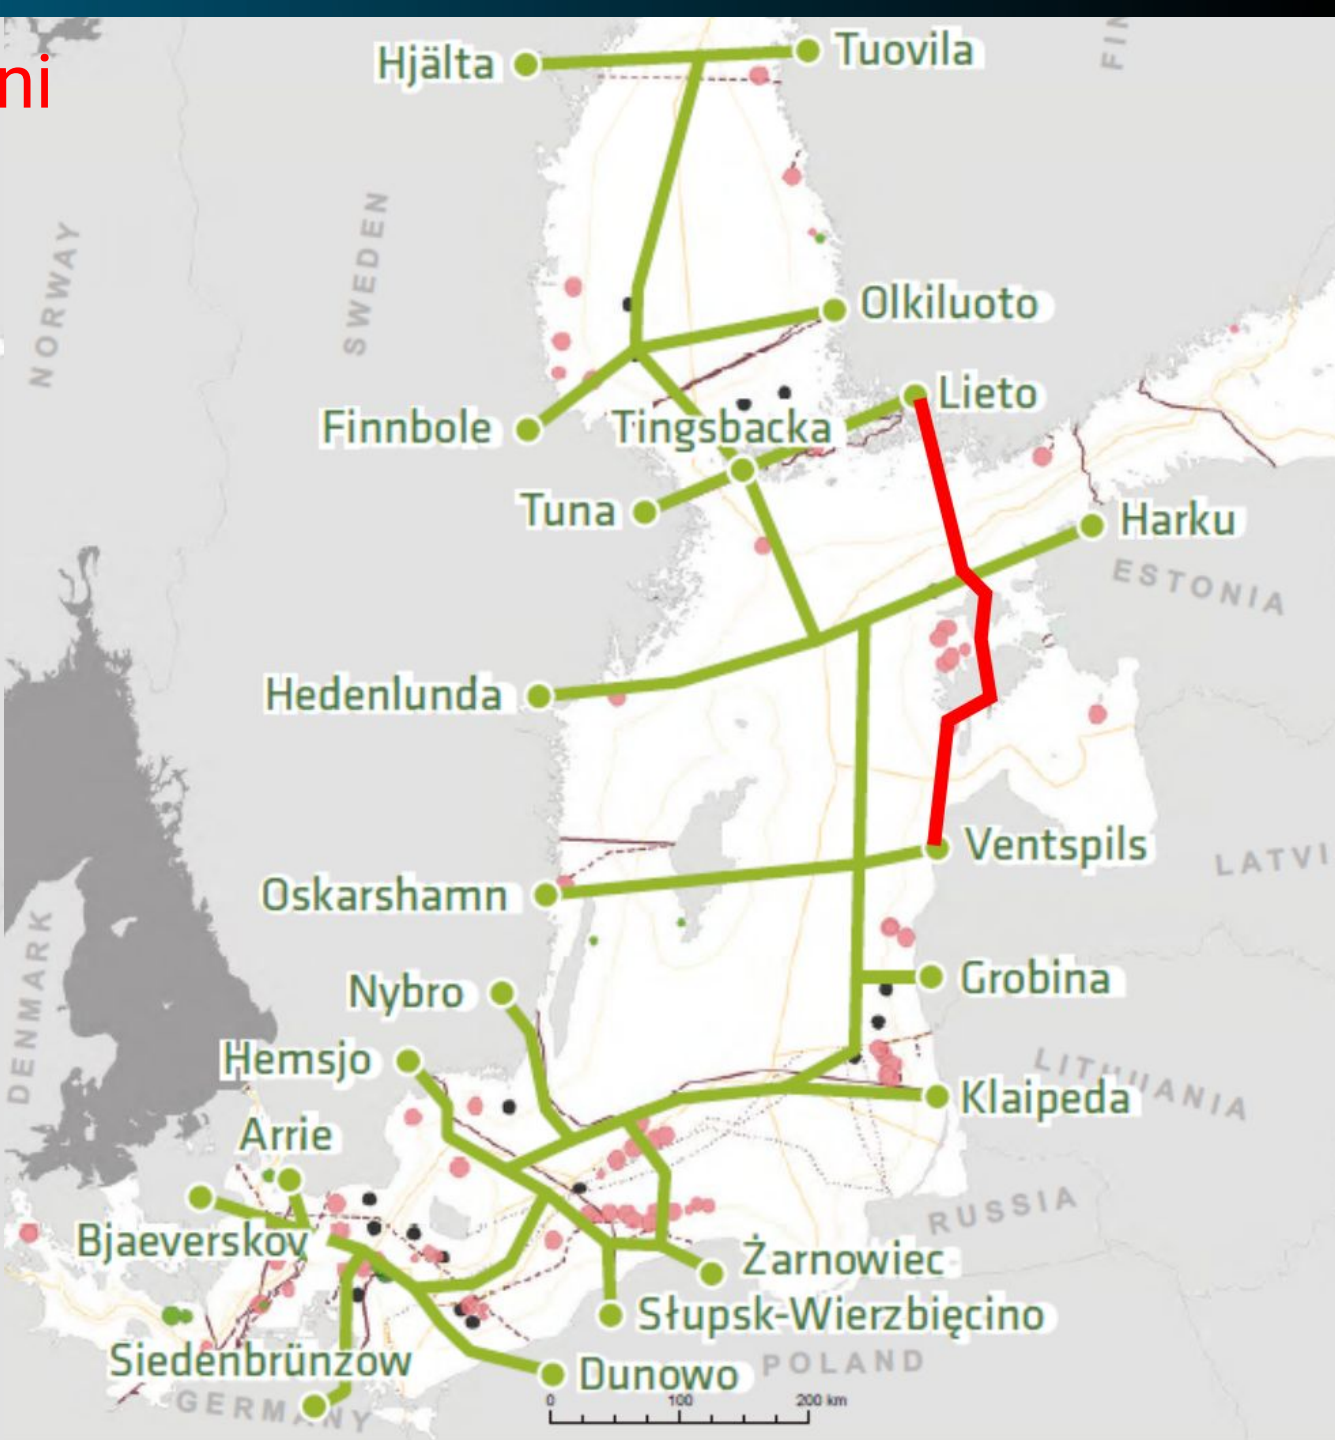 ni
FIN
Hjälta
Tuovila
NORWAY
SWEDEN
Olkiluoto
Lieto
Finnbole
Tingsbacka
Tuna
Harku
ESTONIA
Hedenlunda
Ventspils
LATVI
Oskarshamn
DENMARK
Nybro
Grobina
Hemsjo
LITHUANIA
Klaipeda
Arrie
RUSSIA
Bjaeverskov
Żarnowiec
Słupsk-Wierzbięcino
Siedenbrünzow
Dunowo
POLAND
GERMANY
0 100 200 km